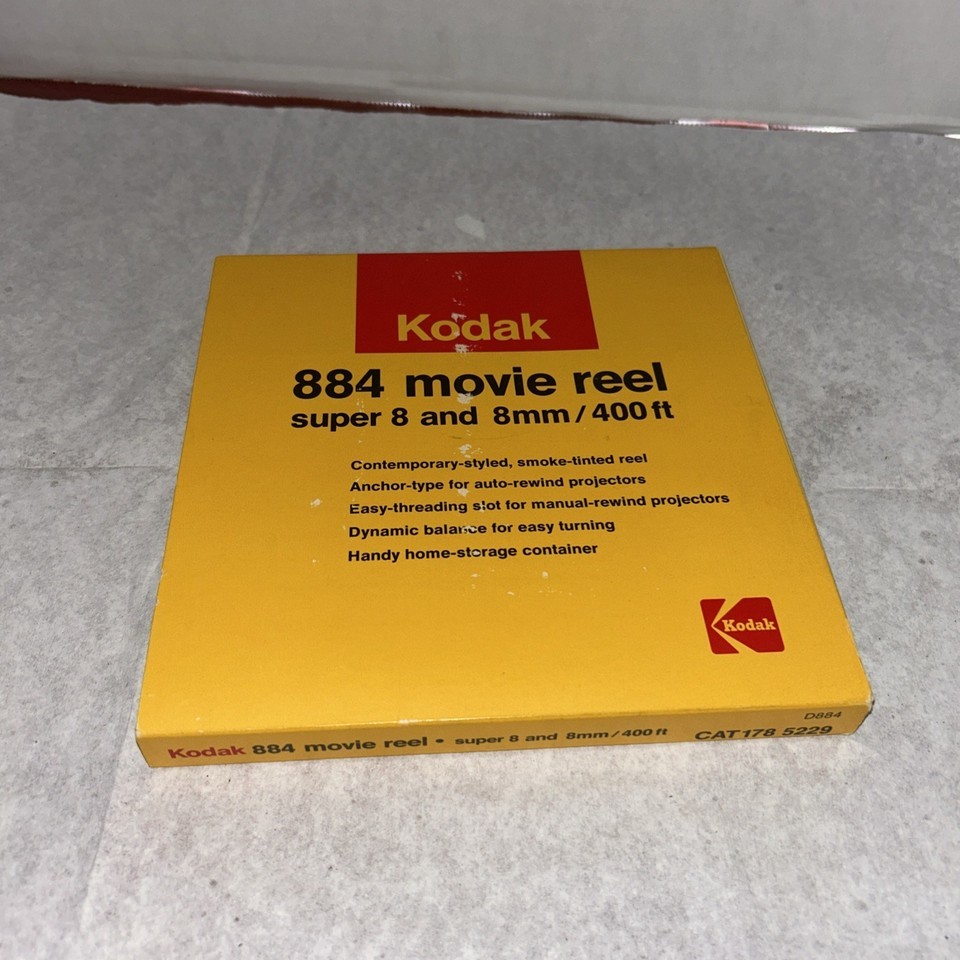 Kodak
884 movie reel
super 8 and 8mm/400 ft
Contemporary-styled, smoke-tinted reel
Anchor-type for auto-rewind projectors
Easy-threading slot for manual-rewind projectors
Dynamic balance for easy turning
Handy home-storage container
Kodak
D884
Kodak 884 movie reel • super 8 and 8mm/400 ft CAT 178 5229